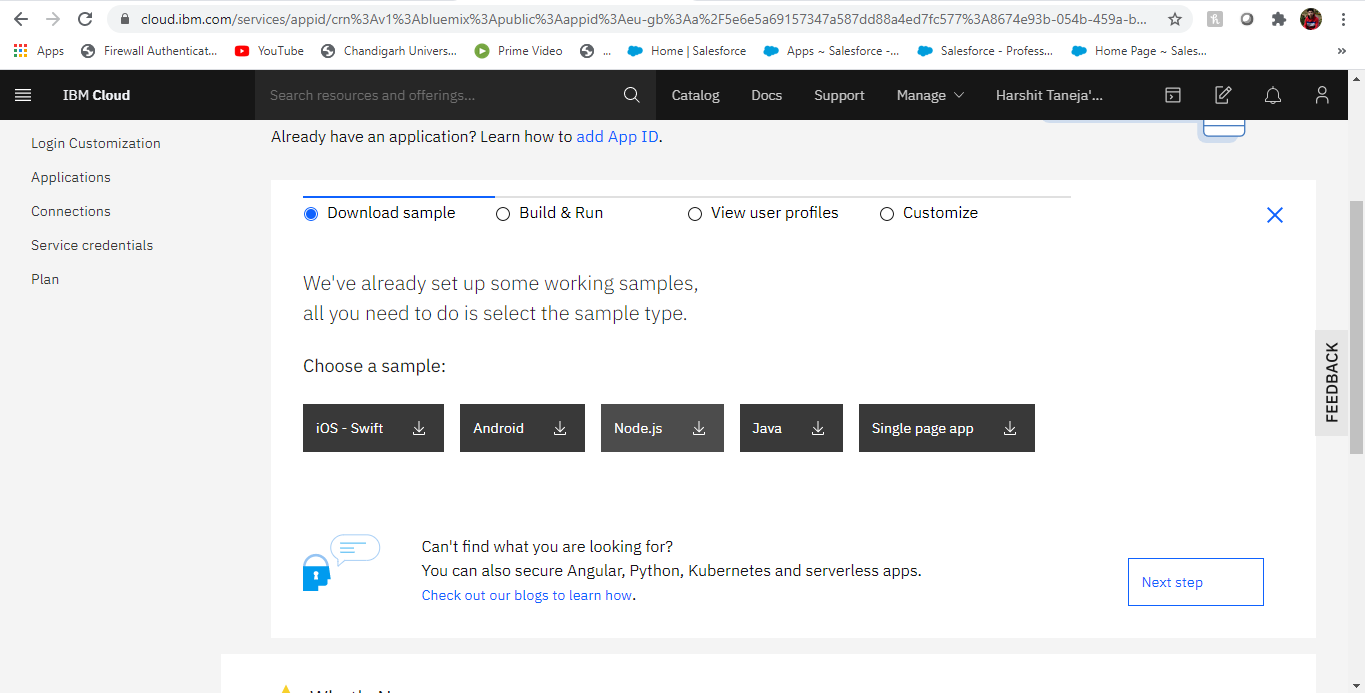 cloud.ibm.com/services/appid/crn%3Av1%3Abluemix%3Apublic%3Aappid%3Aeu-gb%3Aa%2F5e6e5a69157347a587dd88a4ed7fc577%3A8674e93b-054b-459a-b...
Apps Firewall Authenticat... YouTube Chandigarh Univers... Prime Video ... Home | Salesforce Apps ~ Salesforce -... Salesforce - Profess... Home Page ~ Sales... »
IBM Cloud Search resources and offerings... Catalog Docs Support Manage Harshit Taneja'...
Login Customization
Applications
Connections
Service credentials
Plan
Already have an application? Learn how to add App ID.
Download sample Build & Run View user profiles Customize
We've already set up some working samples,
all you need to do is select the sample type.
Choose a sample:
iOS - Swift Android Node.js Java Single page app
Can't find what you are looking for?
You can also secure Angular, Python, Kubernetes and serverless apps.
Check out our blogs to learn how.
Next step
FEEDBACK